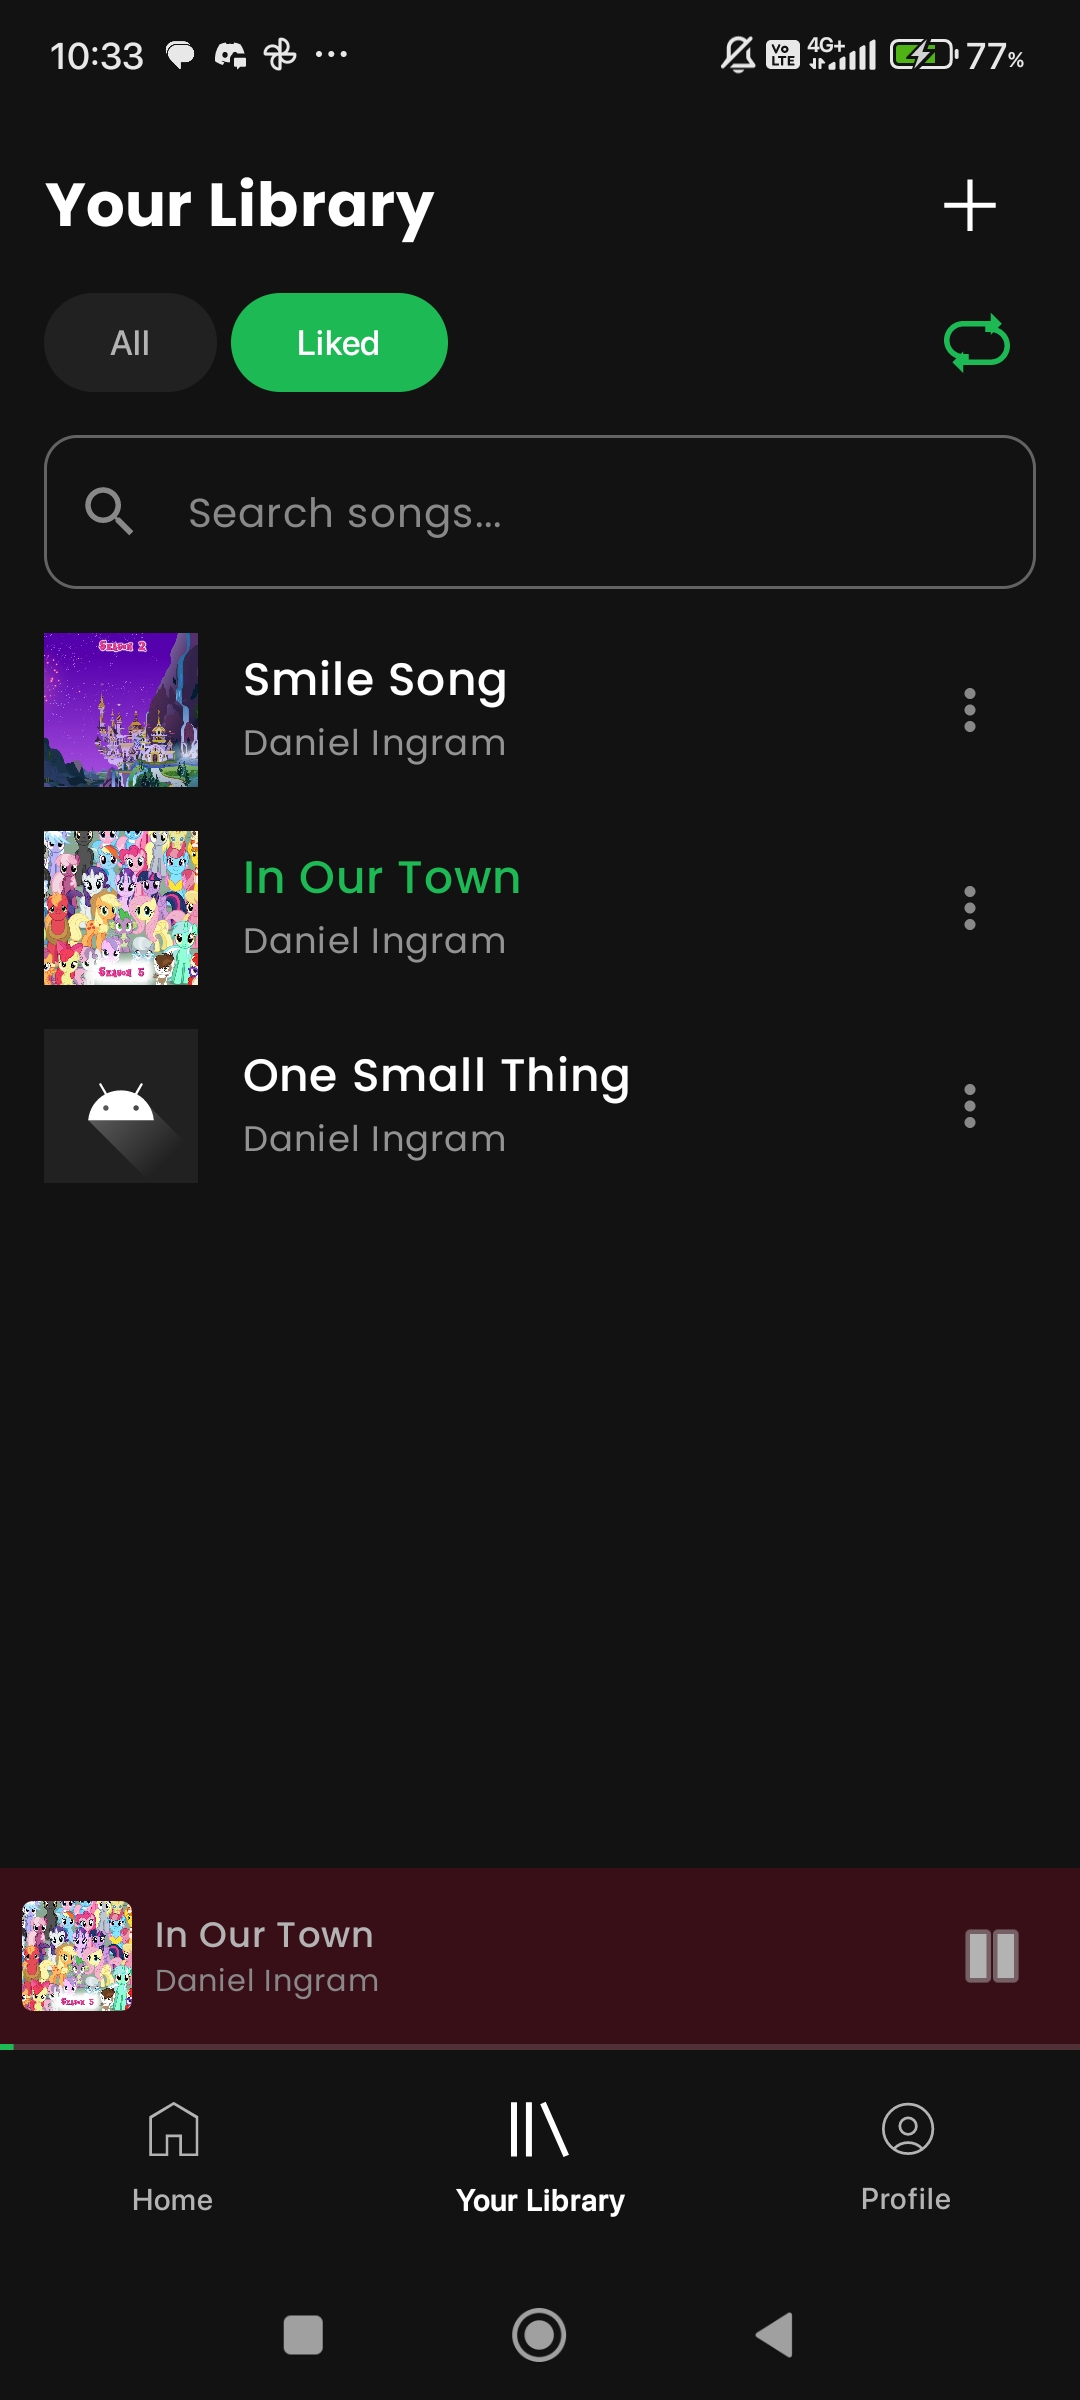 10:33
Vo LTE 4G+ 77%
Your Library
All
Liked
Search songs...
Season 2
Smile Song
Daniel Ingram
In Our Town
Daniel Ingram
Season 5
One Small Thing
Daniel Ingram
In Our Town
Daniel Ingram
Season 5
Home
Your Library
Profile